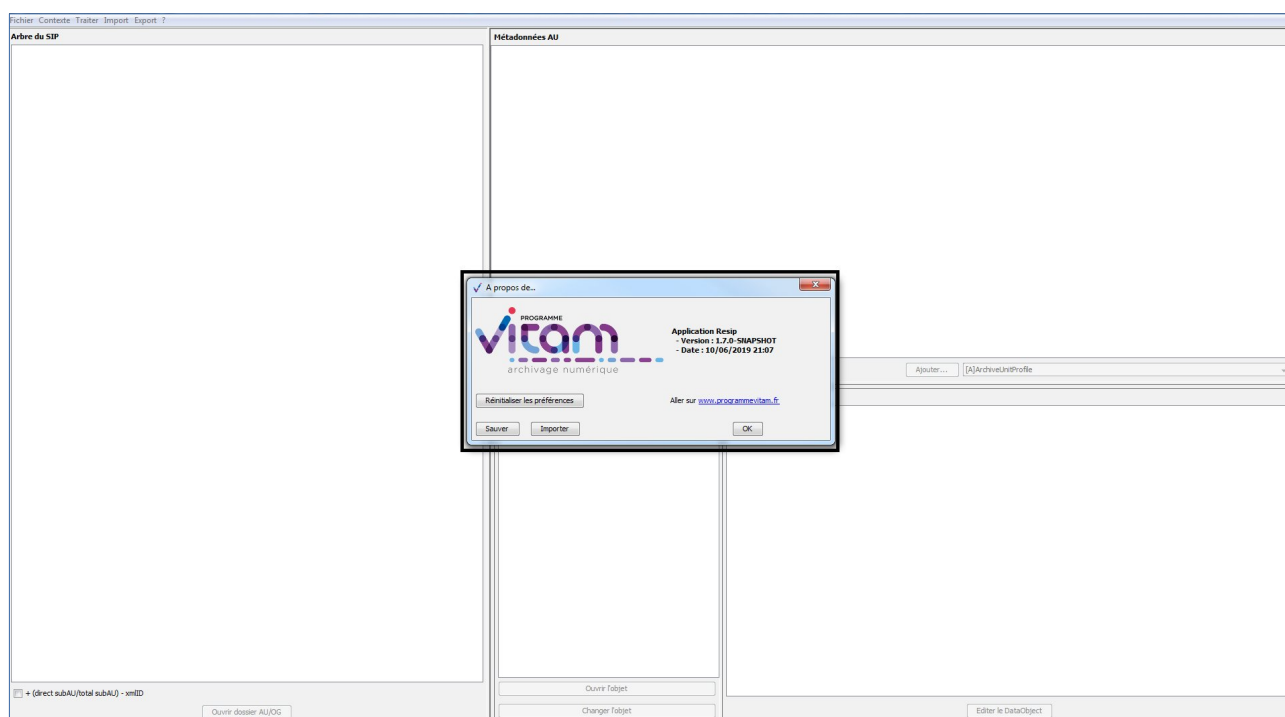 Fichier Contexte Traiter Import Export ?
Arbre du SIP
Métadonnées AU
A propos de...
PROGRAMME
vitam
archivage numérique
Application Resip
- Version : 1.7.0-SNAPSHOT
- Date : 10/06/2019 21:07
Réinitialiser les préférences
Aller sur www.programmevitam.fr
Sauver
Importer
OK
Ajouter...
[A]ArchiveUnitProfile
Ouvrir l'objet
+ (direct subAU/total subAU) - xmlID
Ouvrir dossier AU/OG
Changer l'objet
Editer le DataObject